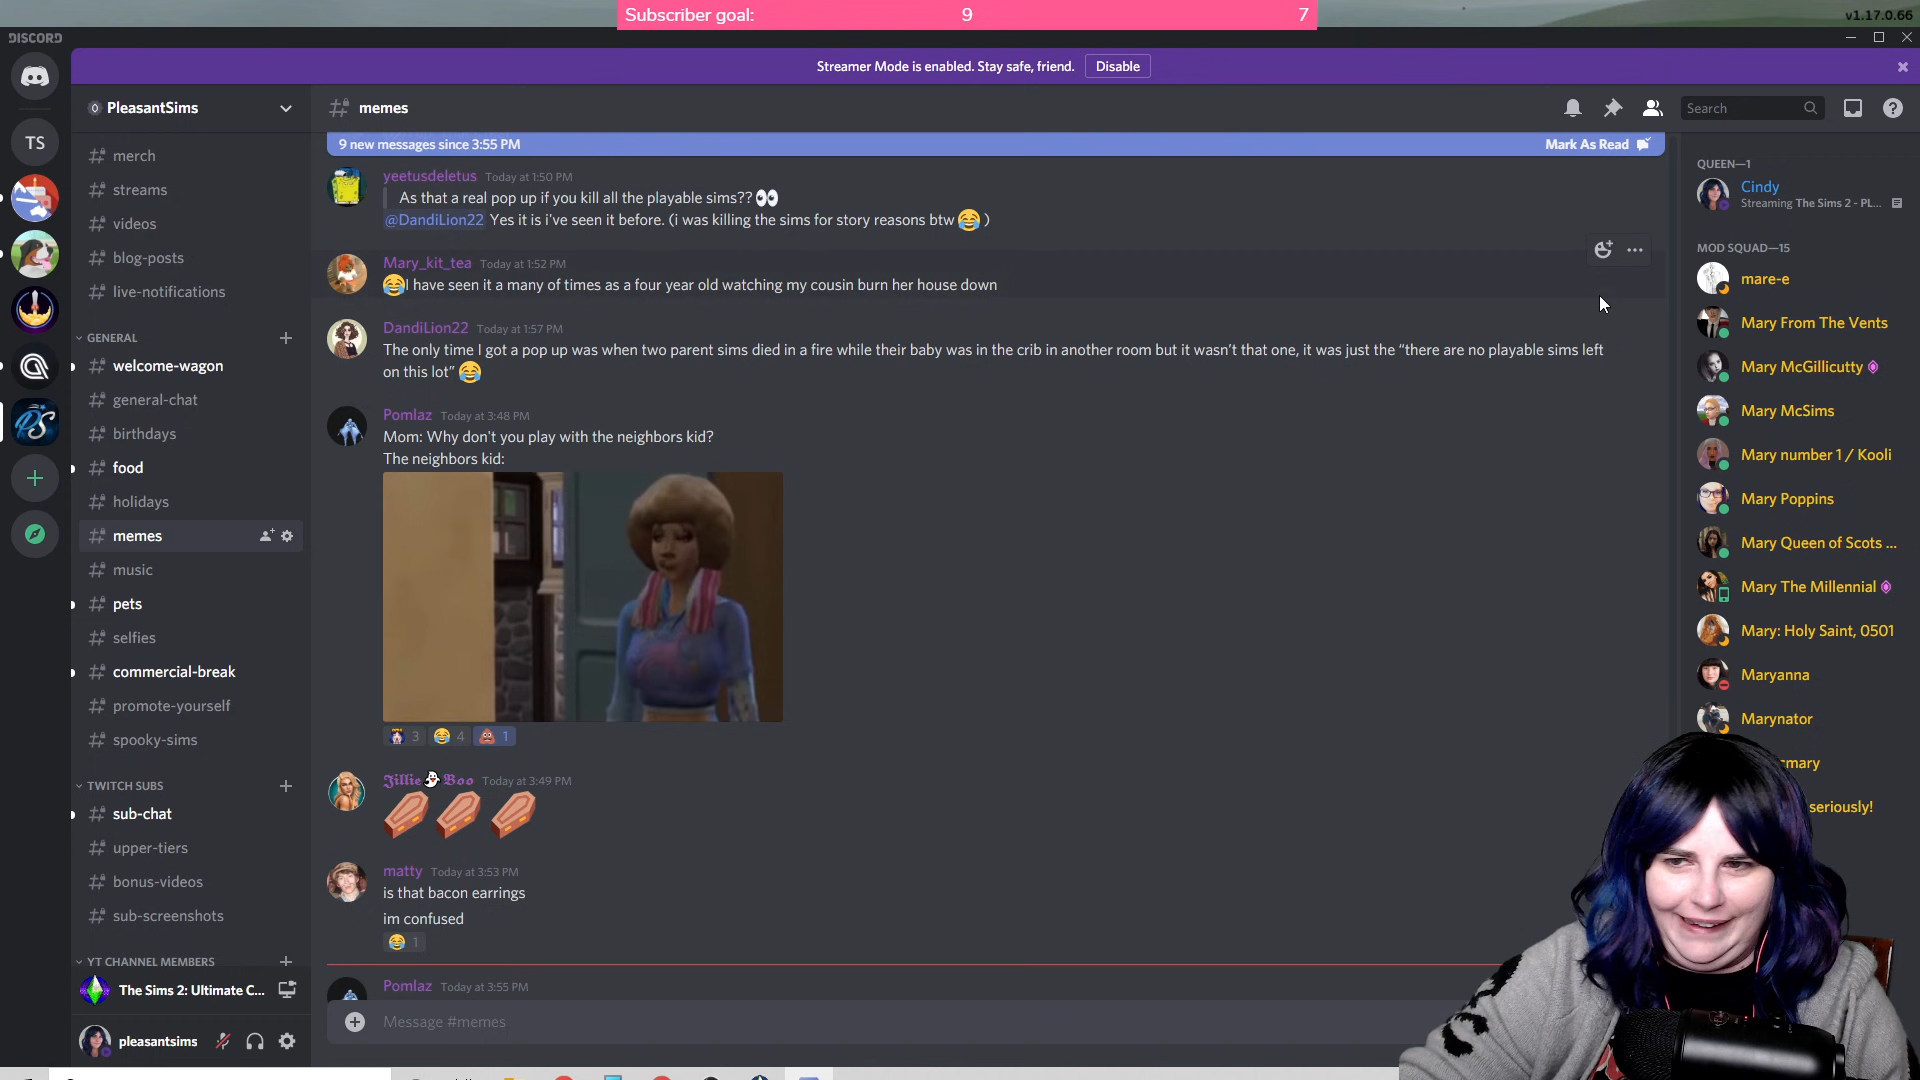 Subscriber goal: 9 7
v1.17.0.66
DISCORD
Streamer Mode is enabled. Stay safe, friend. Disable
PleasantSims
memes
Search
TS
merch
streams
videos
blog-posts
live-notifications
GENERAL
welcome-wagon
general-chat
birthdays
food
holidays
memes
music
pets
selfies
commercial-break
promote-yourself
spooky-sims
TWITCH SUBS
sub-chat
upper-tiers
bonus-videos
sub-screenshots
YT CHANNEL MEMBERS
The Sims 2: Ultimate C...
pleasantsims
9 new messages since 3:55 PM Mark As Read
yeetusdeletus Today at 1:50 PM
As that a real pop up if you kill all the playable sims?? 👀
@DandiLion22 Yes it is i've seen it before. (i was killing the sims for story reasons btw 😂 )
Mary_kit_tea Today at 1:52 PM
😂I have seen it a many of times as a four year old watching my cousin burn her house down
DandiLion22 Today at 1:57 PM
The only time I got a pop up was when two parent sims died in a fire while their baby was in the crib in another room but it wasn't that one, it was just the “there are no playable sims left
on this lot” 😂
Pomlaz Today at 3:48 PM
Mom: Why don't you play with the neighbors kid?
The neighbors kid:
3 😂 4 💩 1
𝕵𝖎𝖑𝖑𝖎𝖊👻𝕭𝖔𝖔 Today at 3:49 PM
⚰️⚰️⚰️
matty Today at 3:53 PM
is that bacon earrings
im confused
😂 1
Pomlaz Today at 3:55 PM
Message #memes
QUEEN—1
Cindy
Streaming The Sims 2 - PL...
MOD SQUAD—15
mare-e
Mary From The Vents
Mary McGillicutty
Mary McSims
Mary number 1 / Kooli
Mary Poppins
Mary Queen of Scots ...
Mary The Millennial
Mary: Holy Saint, 0501
Maryanna
Marynator
smary
seriously!